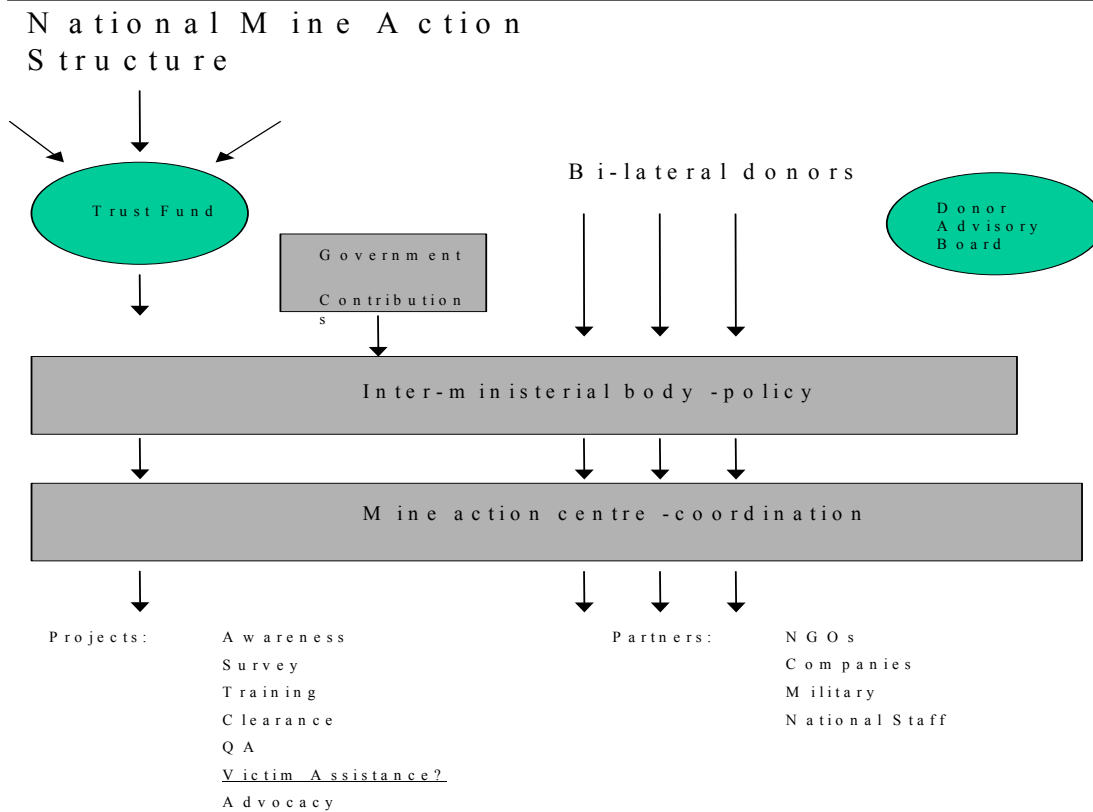 National Mine Action
Structure
Bi-lateral donors
Trust Fund
Donor
Advisory
Board
Government
Contribution
s
Inter-ministerial body -policy
Mine action centre -coordination
Projects:
Awareness
Survey
Training
Clearance
QA
Victim Assistance?
Advocacy
Partners:
NGOs
Companies
Military
National Staff